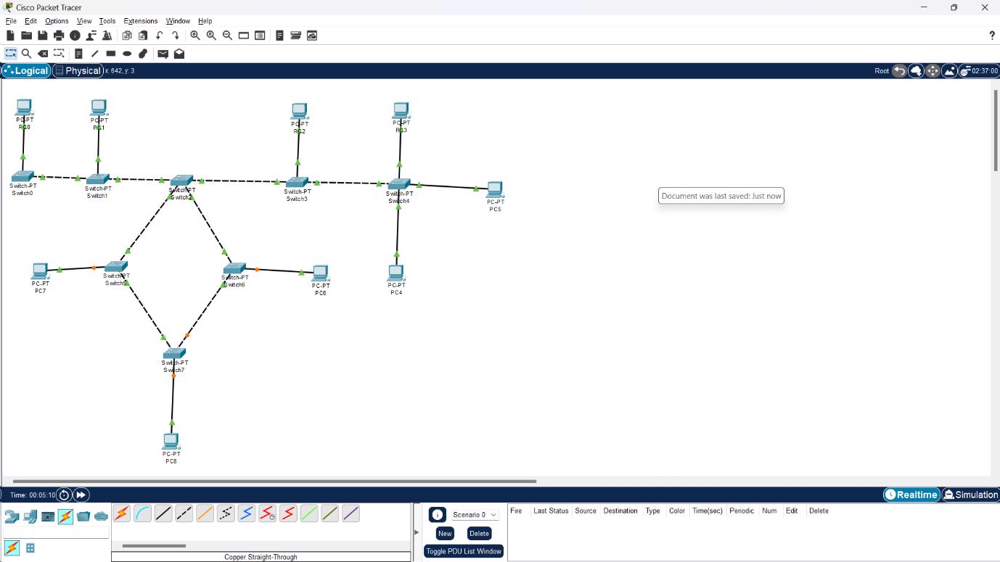 Cisco Packet Tracer
File Edit Options View Tools Extensions Window Help
Logical Physical x: 642, y: 3 Root 02:37:00
PC-PT PC-PT PC-PT PC-PT
PC0 PC1 PC2 PC3
Switch-PT Switch-PT Switch-PT Switch-PT Switch-PT
Switch0 Switch1 Switch2 Switch3 Switch4
PC-PT
PC5
Document was last saved: Just now
PC-PT Switch-PT Switch-PT PC-PT PC-PT
PC7 Switch5 Switch6 PC6 PC4
Switch-PT
Switch7
PC-PT
PC8
Time: 00:05:10 Realtime Simulation
Scenario 0
New Delete
Toggle PDU List Window
Fire Last Status Source Destination Type Color Time(sec) Periodic Num Edit Delete
Copper Straight-Through